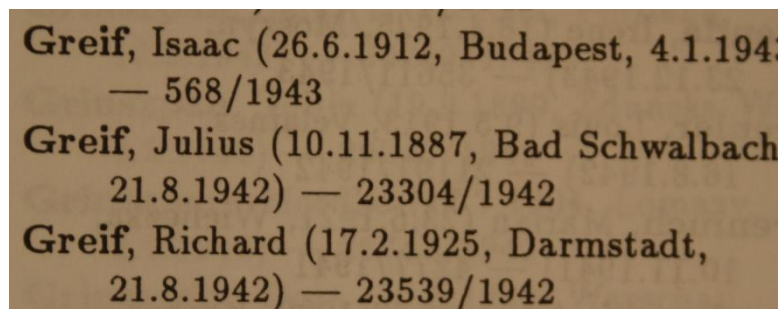 Greif, Isaac (26.6.1912, Budapest, 4.1.1943
— 568/1943
Greif, Julius (10.11.1887, Bad Schwalbach
21.8.1942) — 23304/1942
Greif, Richard (17.2.1925, Darmstadt,
21.8.1942) — 23539/1942